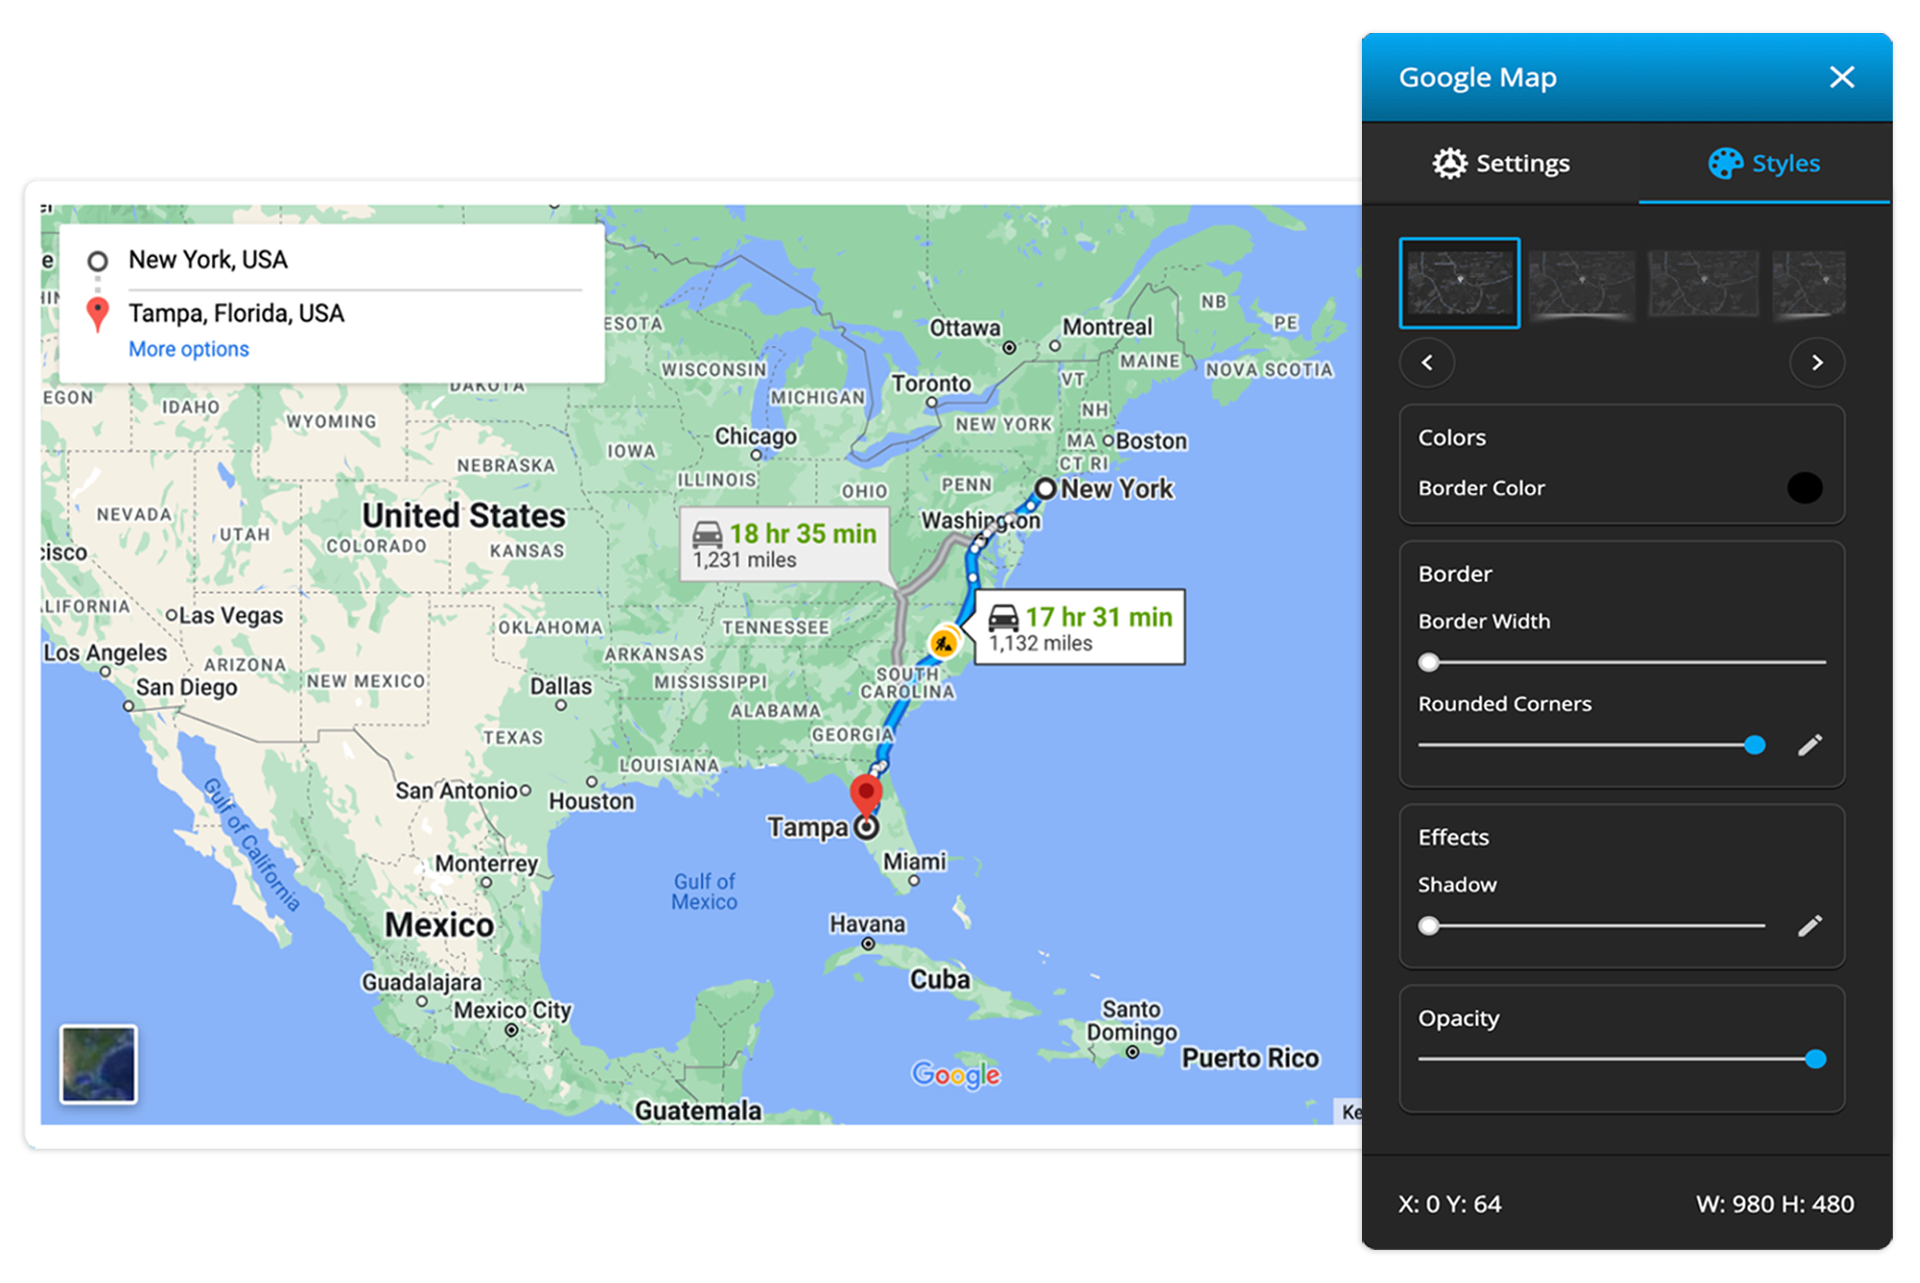 New York, USA
Tampa, Florida, USA
More options
ESOTA
DAKOTA
EGON
IDAHO
WYOMING
NEBRASKA
IOWA
WISCONSIN
MICHIGAN
Chicago
ILLINOIS
OHIO
PENN
Ottawa
Montreal
Toronto
NEW YORK
VT
NH
MAINE
NB
PE
NOVA SCOTIA
MA
Boston
CT RI
New York
Washington
United States
NEVADA
UTAH
COLORADO
KANSAS
cisco
LIFORNIA
Las Vegas
Los Angeles
San Diego
ARIZONA
NEW MEXICO
OKLAHOMA
ARKANSAS
TENNESSEE
MISSISSIPPI
ALABAMA
GEORGIA
SOUTH
CAROLINA
18 hr 35 min
1,231 miles
17 hr 31 min
1,132 miles
Dallas
TEXAS
LOUISIANA
San Antonio
Houston
Tampa
Miami
Gulf of California
Monterrey
Gulf of
Mexico
Mexico
Havana
Cuba
Guadalajara
Mexico City
Santo
Domingo
Puerto Rico
Guatemala
Google
Ke
Google Map
Settings
Styles
Colors
Border Color
Border
Border Width
Rounded Corners
Effects
Shadow
Opacity
X: 0 Y: 64
W: 980 H: 480